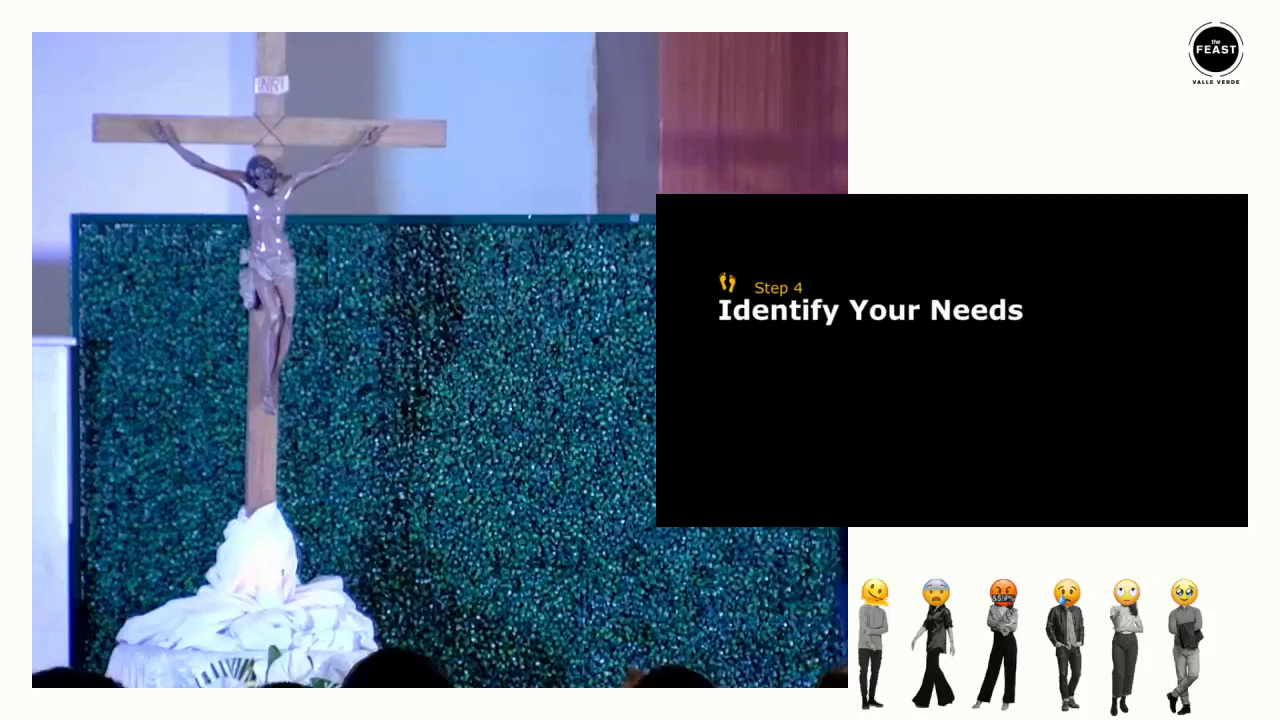 the
FEAST
VALLE VERDE
INRI
Step 4
Identify Your Needs
&$!#%